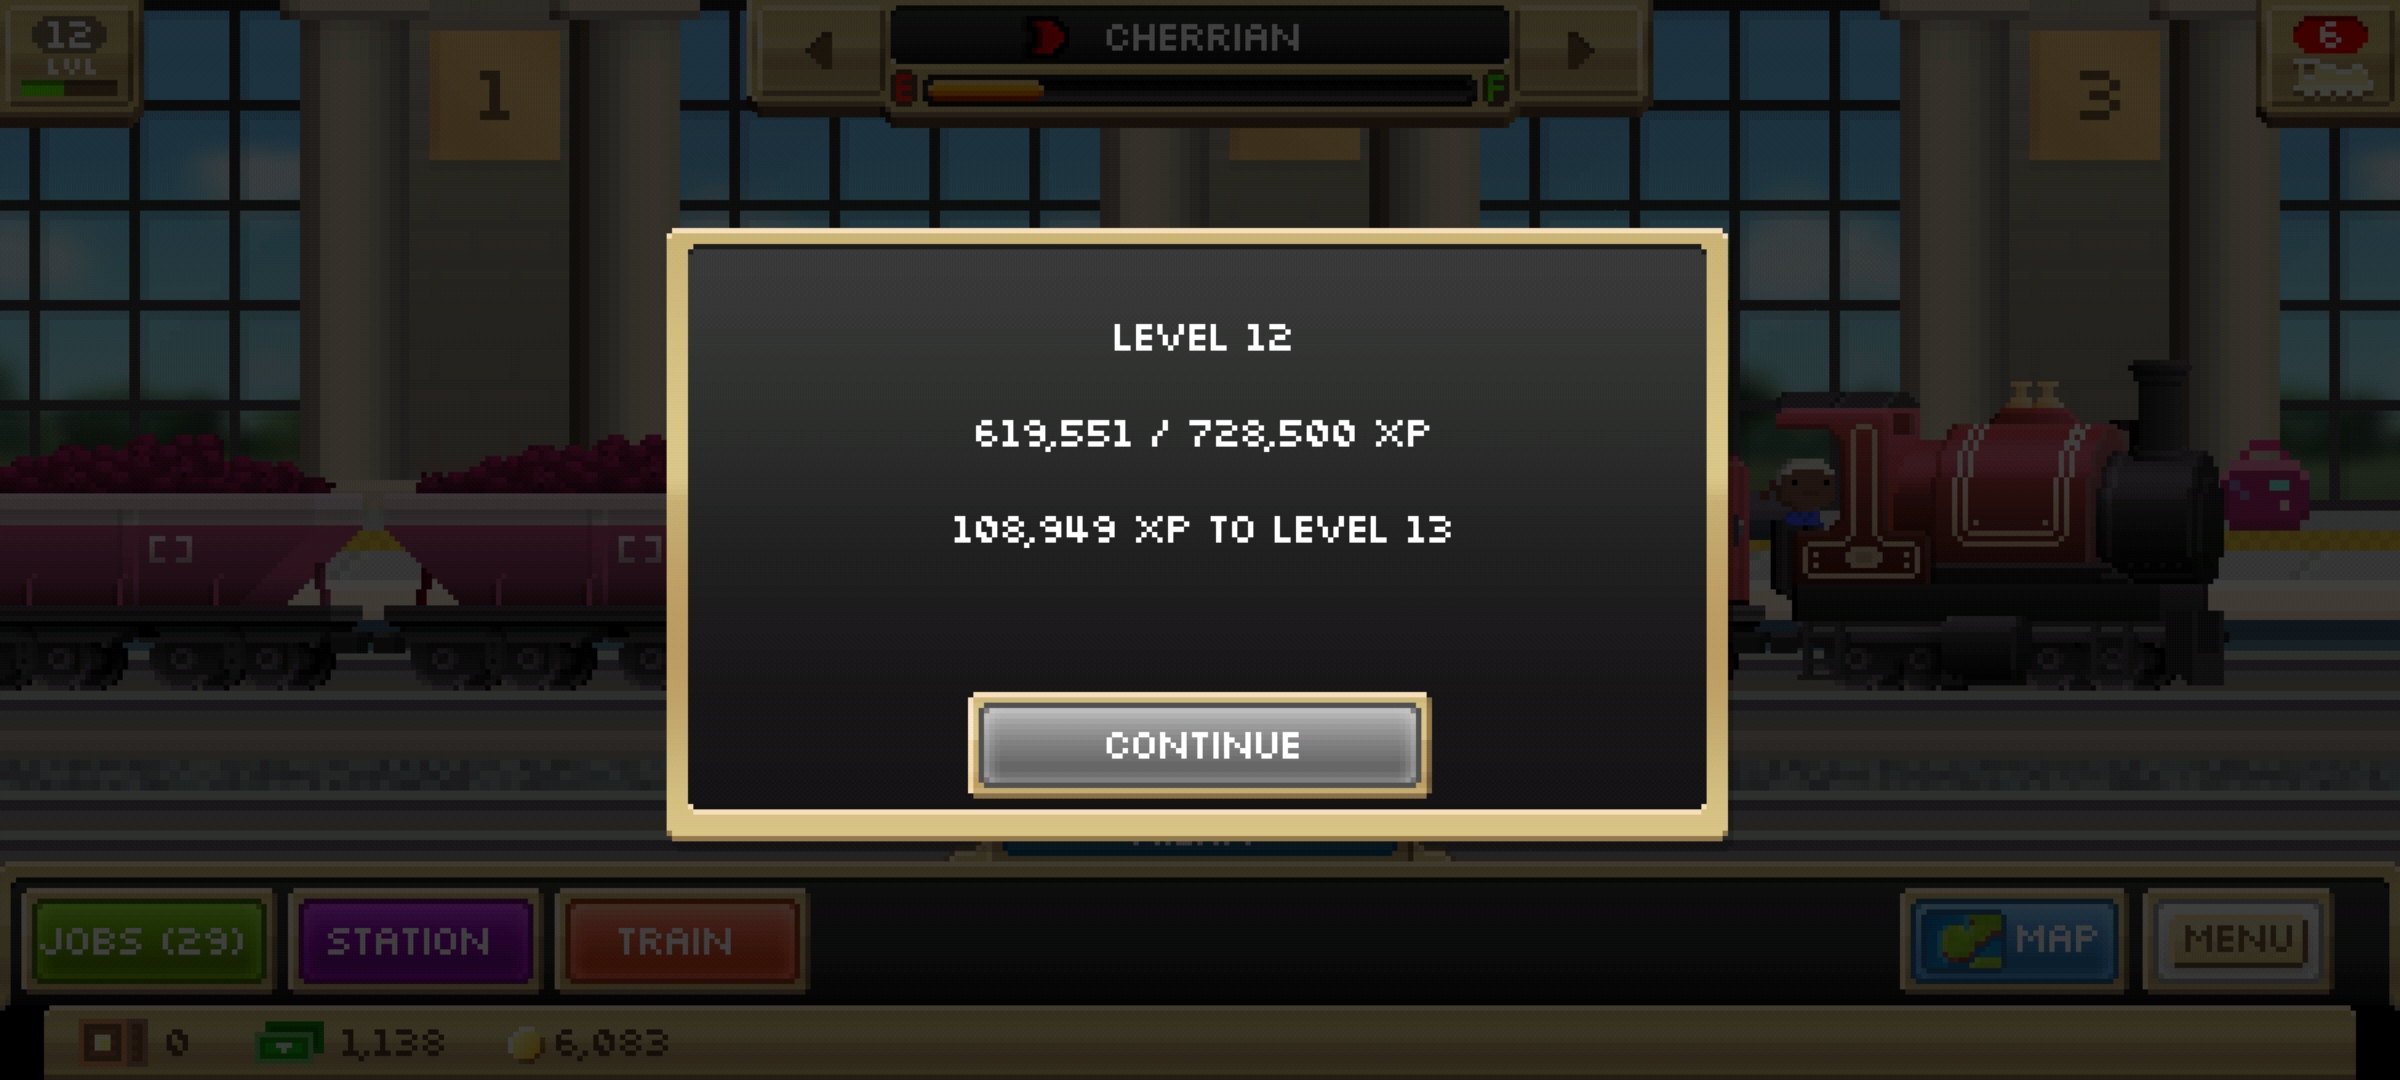 12
LVL
1
CHERRIAN
E
F
3
6
LEVEL 12
619,551 / 728,500 XP
108,949 XP TO LEVEL 13
CONTINUE
JOBS (29)
STATION
TRAIN
MAP
MENU
0
1,138
6,083